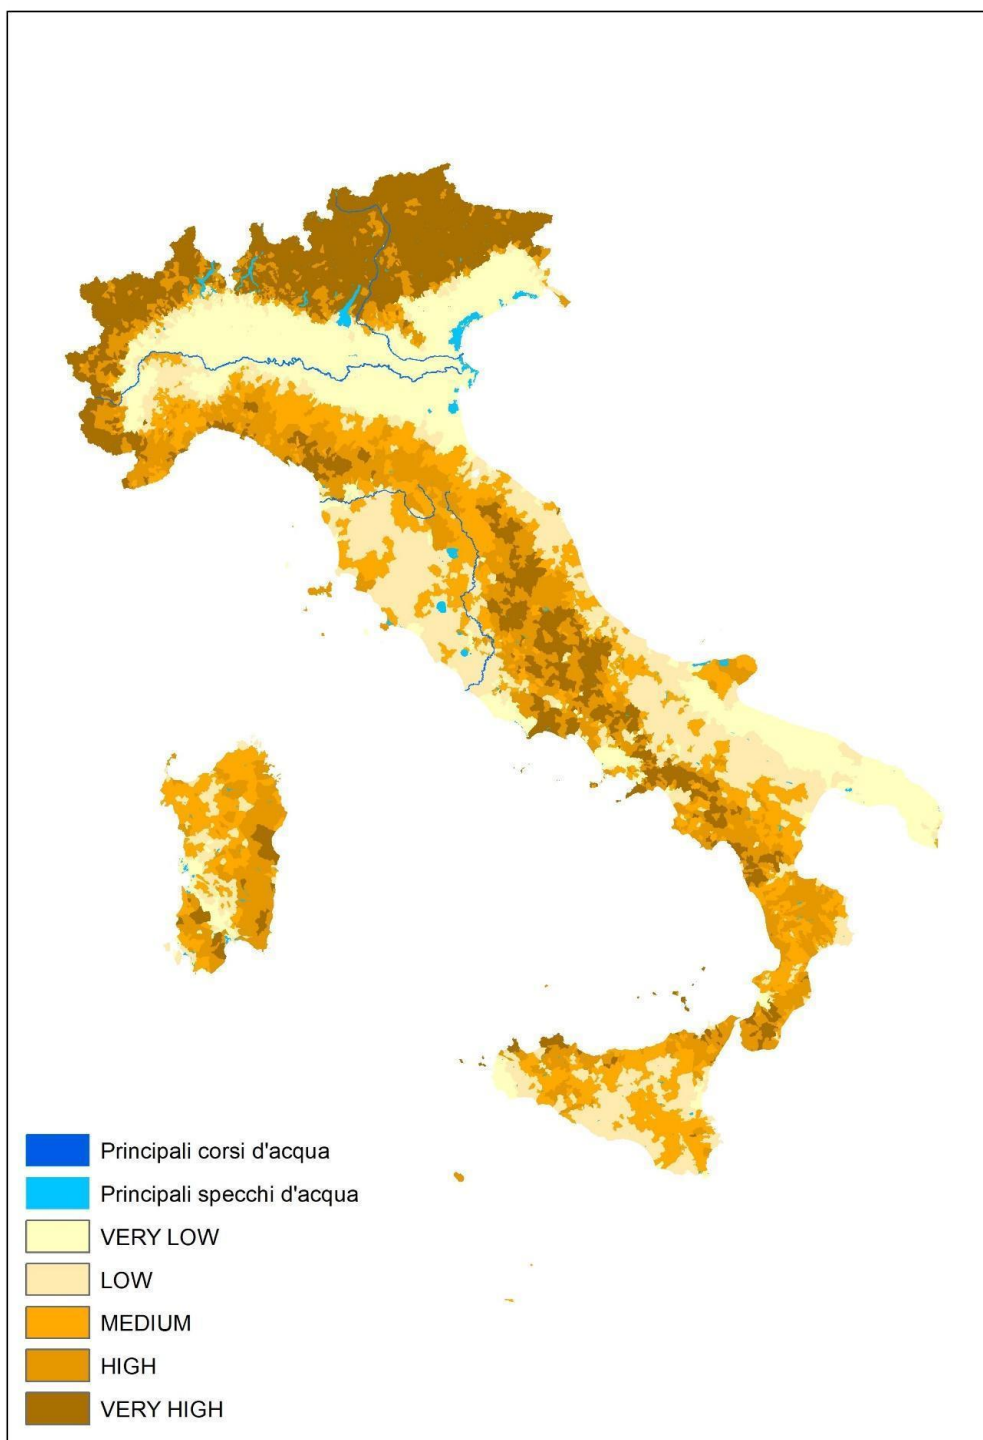 Principali corsi d'acqua
Principali specchi d'acqua
VERY LOW
LOW
MEDIUM
HIGH
VERY HIGH